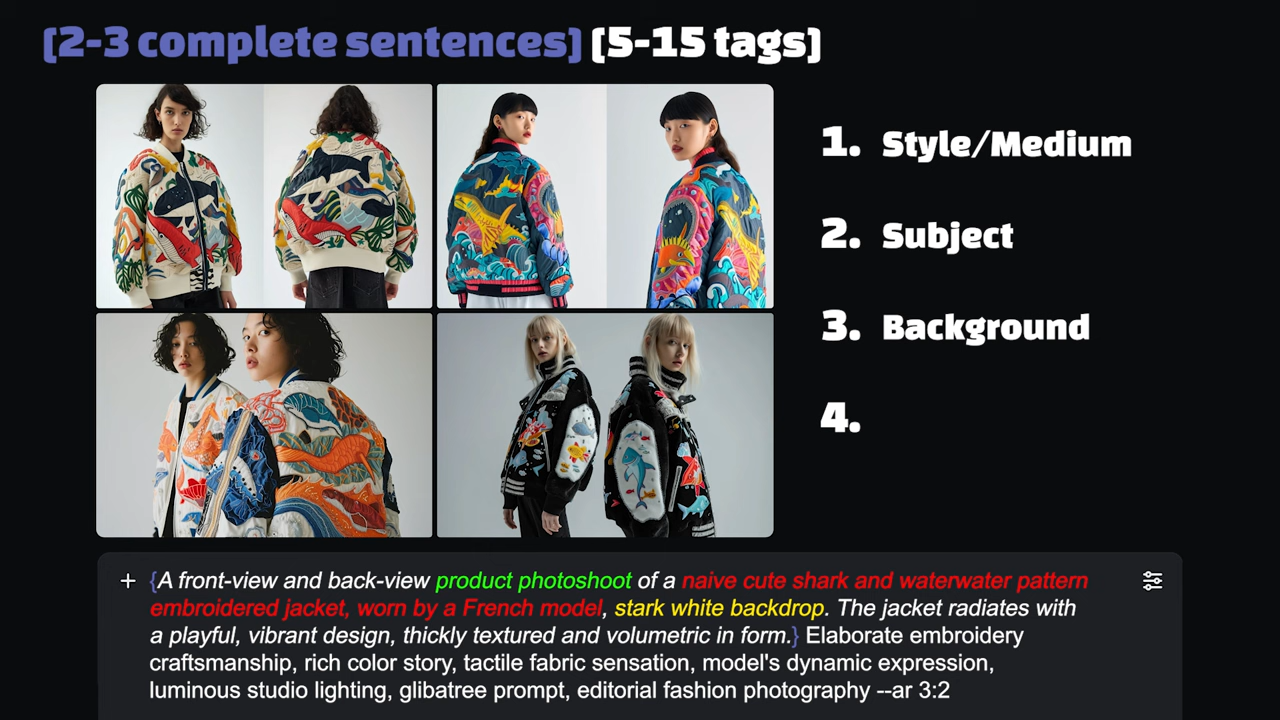 [2-3 complete sentences] [5-15 tags]
1. Style/Medium
2. Subject
3. Background
4.
{A front-view and back-view product photoshoot of a naive cute shark and waterwater pattern
embroidered jacket, worn by a French model, stark white backdrop. The jacket radiates with
a playful, vibrant design, thickly textured and volumetric in form.} Elaborate embroidery
craftsmanship, rich color story, tactile fabric sensation, model's dynamic expression,
luminous studio lighting, glibatree prompt, editorial fashion photography --ar 3:2